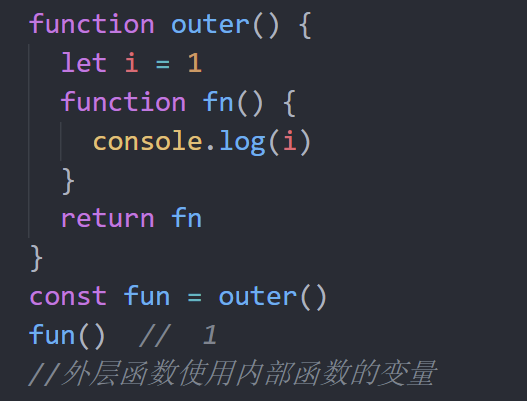 function outer() {
  let i = 1
  function fn() {
    console.log(i)
  }
  return fn
}
const fun = outer()
fun()  //  1
//外层函数使用内部函数的变量